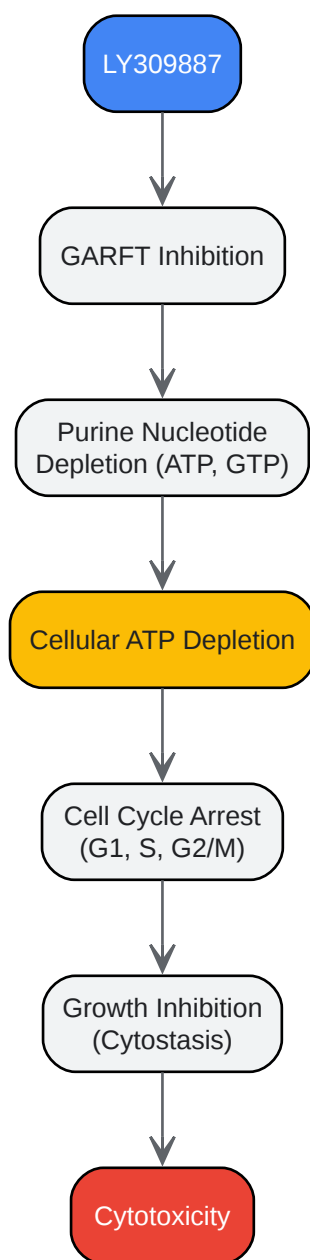 LY309887
GARFT Inhibition
Purine Nucleotide
Depletion (ATP, GTP)
Cellular ATP Depletion
Cell Cycle Arrest
(G1, S, G2/M)
Growth Inhibition
(Cytostasis)
Cytotoxicity